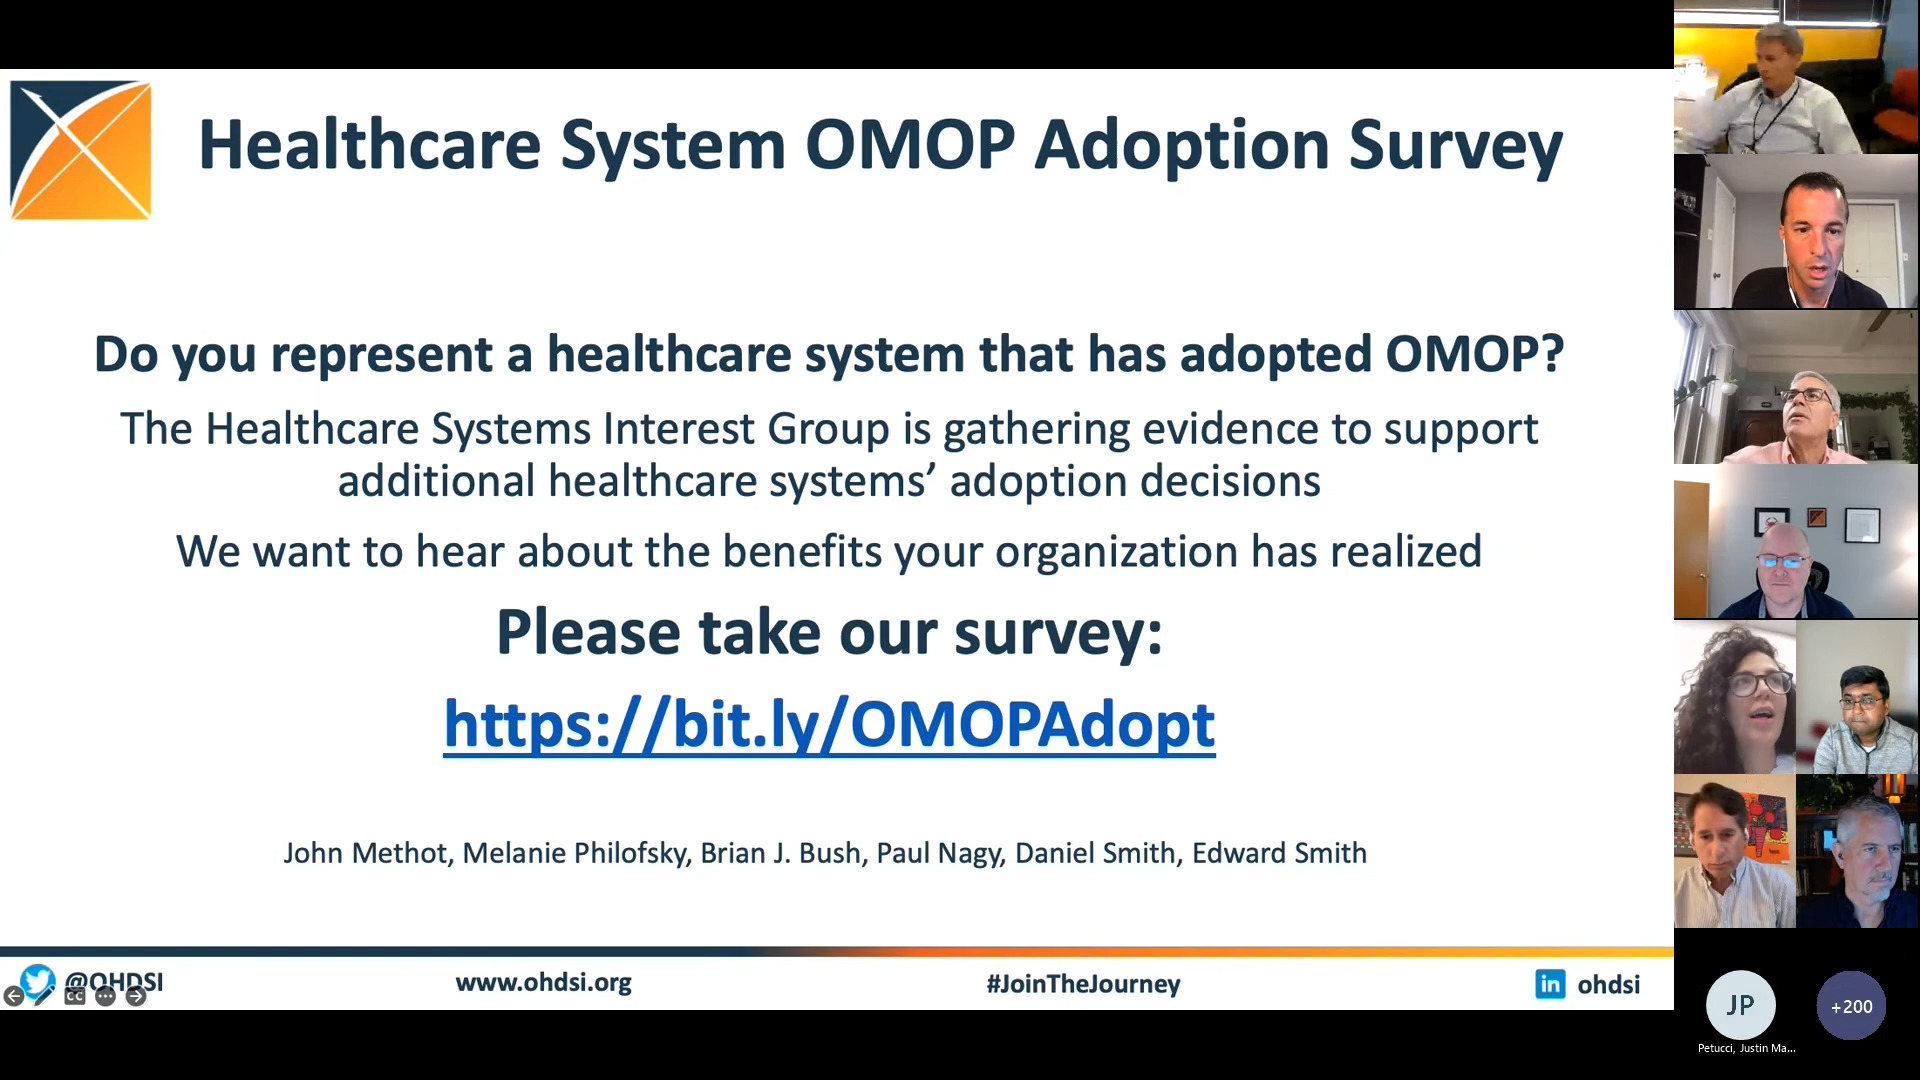 Healthcare System OMOP Adoption Survey
Do you represent a healthcare system that has adopted OMOP?
The Healthcare Systems Interest Group is gathering evidence to support
additional healthcare systems’ adoption decisions
We want to hear about the benefits your organization has realized
Please take our survey:
https://bit.ly/OMOPAdopt
John Methot, Melanie Philofsky, Brian J. Bush, Paul Nagy, Daniel Smith, Edward Smith
@OHDSI
www.ohdsi.org
#JoinTheJourney
in ohdsi
CC
JP
+200
Petucci, Justin Ma...